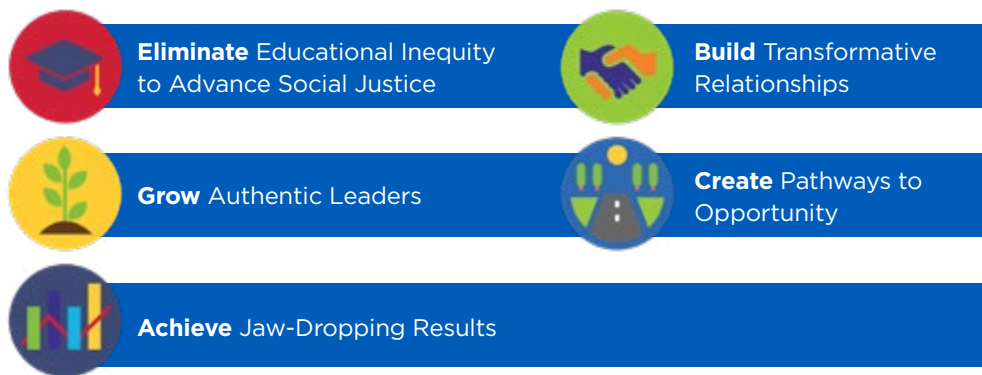 Eliminate Educational Inequity
to Advance Social Justice
Build Transformative
Relationships
Grow Authentic Leaders
Create Pathways to
Opportunity
Achieve Jaw-Dropping Results